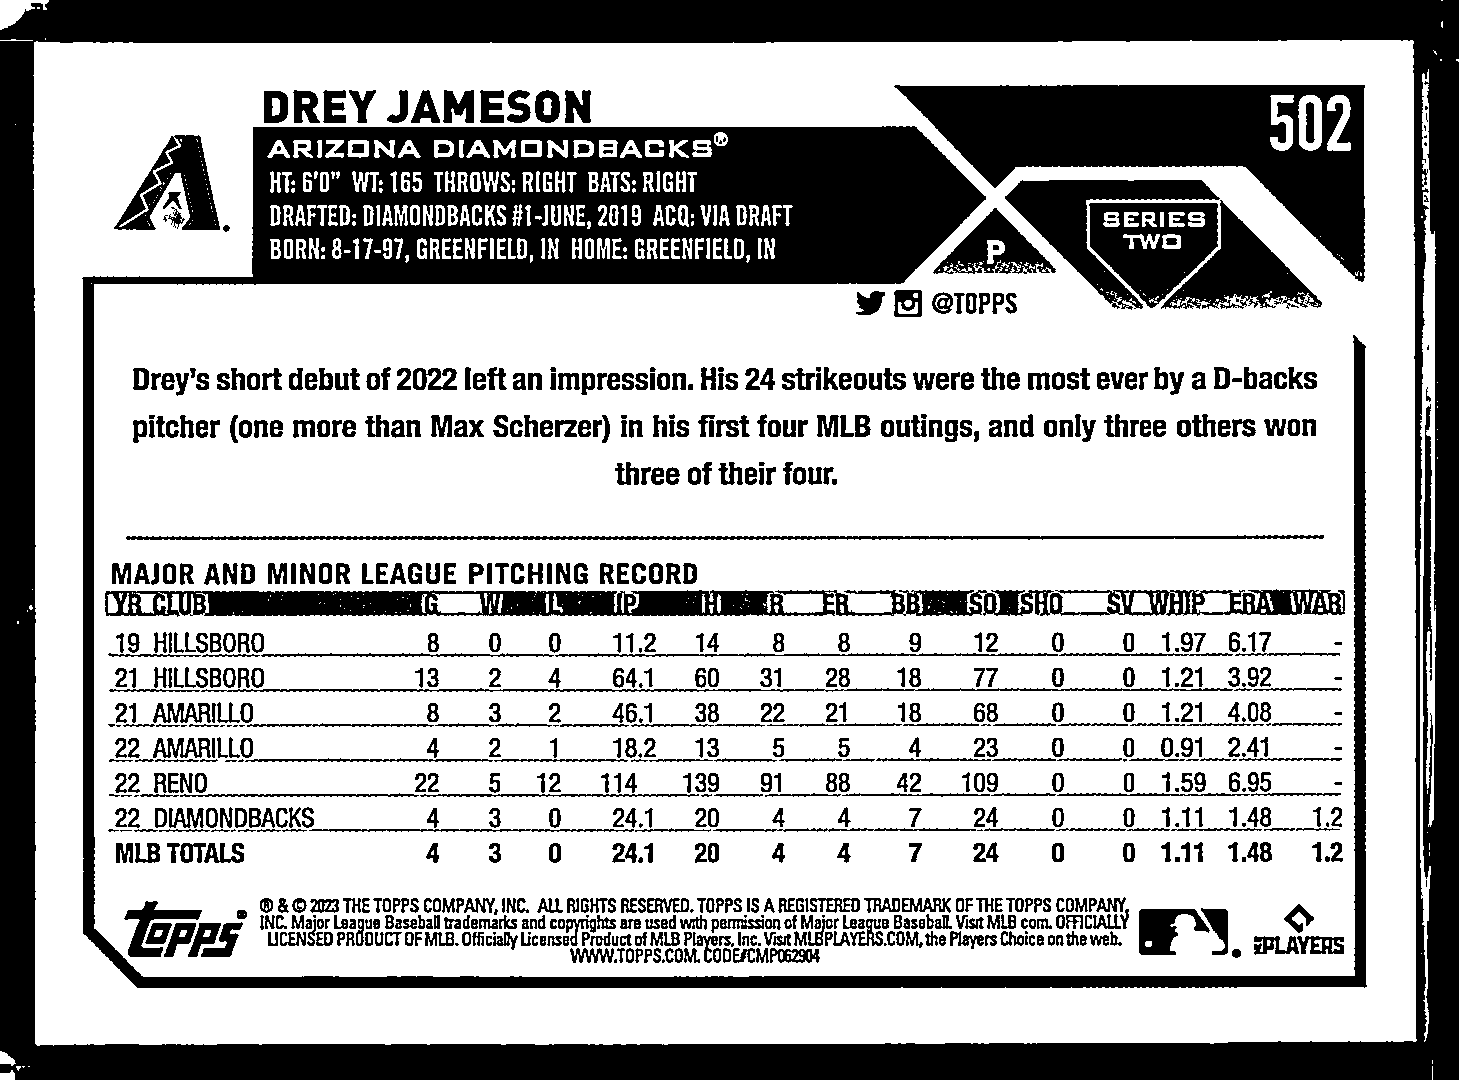 DREY JAMESON
502
ARIZONA DIAMONDBACKS®
HT: 6'0" WT: 165 THROWS: RIGHT BATS: RIGHT
DRAFTED: DIAMONDBACKS #1-JUNE, 2019 ACQ: VIA DRAFT
BORN: 8-17-97, GREENFIELD, IN HOME: GREENFIELD, IN
P
SERIES
TWO
@TOPPS
Drey's short debut of 2022 left an impression. His 24 strikeouts were the most ever by a D-backs
pitcher (one more than Max Scherzer) in his first four MLB outings, and only three others won
three of their four.
MAJOR AND MINOR LEAGUE PITCHING RECORD
YR CLUB G W L IP H R ER BB SO SHO SV WHIP ERA WAR
19 HILLSBORO 8 0 0 11.2 14 8 8 9 12 0 0 1.97 6.17 -
21 HILLSBORO 13 2 4 64.1 60 31 28 18 77 0 0 1.21 3.92 -
21 AMARILLO 8 3 2 46.1 38 22 21 18 68 0 0 1.21 4.08 -
22 AMARILLO 4 2 1 18.2 13 5 5 4 23 0 0 0.91 2.41 -
22 RENO 22 5 12 114 139 91 88 42 109 0 0 1.59 6.95 -
22 DIAMONDBACKS 4 3 0 24.1 20 4 4 7 24 0 0 1.11 1.48 1.2
MLB TOTALS 4 3 0 24.1 20 4 4 7 24 0 0 1.11 1.48 1.2
topps®
® & © 2023 THE TOPPS COMPANY, INC. ALL RIGHTS RESERVED. TOPPS IS A REGISTERED TRADEMARK OF THE TOPPS COMPANY,
INC. Major League Baseball trademarks and copyrights are used with permission of Major League Baseball. Visit MLB.com. OFFICIALLY
LICENSED PRODUCT OF MLB. Officially Licensed Product of MLB Players, Inc. Visit MLBPLAYERS.COM, the Players Choice on the web.
WWW.TOPPS.COM. CODE#CMP062904
PLAYERS